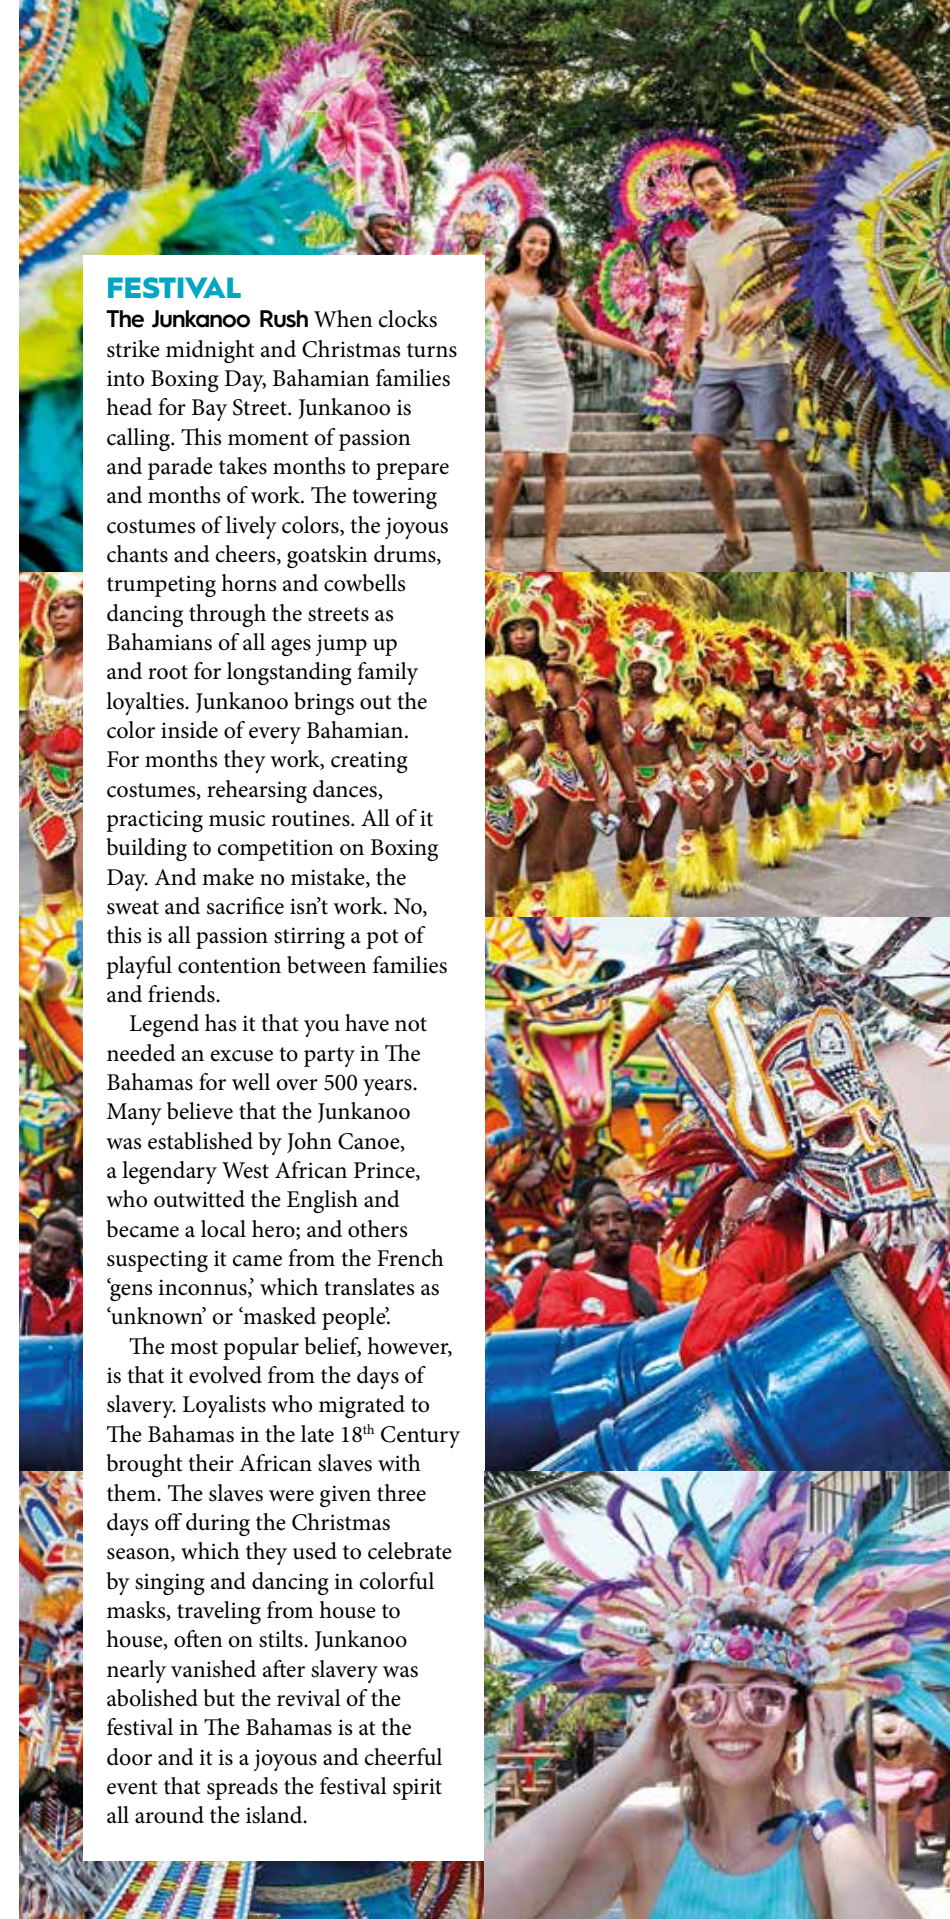 FESTIVAL
The Junkanoo Rush When clocks
strike midnight and Christmas turns
into Boxing Day, Bahamian families
head for Bay Street. Junkanoo is
calling. This moment of passion
and parade takes months to prepare
and months of work. The towering
costumes of lively colors, the joyous
chants and cheers, goatskin drums,
trumpeting horns and cowbells
dancing through the streets as
Bahamians of all ages jump up
and root for longstanding family
loyalties. Junkanoo brings out the
color inside of every Bahamian.
For months they work, creating
costumes, rehearsing dances,
practicing music routines. All of it
building to competition on Boxing
Day. And make no mistake, the
sweat and sacrifice isn’t work. No,
this is all passion stirring a pot of
playful contention between families
and friends.
Legend has it that you have not
needed an excuse to party in The
Bahamas for well over 500 years.
Many believe that the Junkanoo
was established by John Canoe,
a legendary West African Prince,
who outwitted the English and
became a local hero; and others
suspecting it came from the French
‘gens inconnus,’ which translates as
‘unknown’ or ‘masked people’.
The most popular belief, however,
is that it evolved from the days of
slavery. Loyalists who migrated to
The Bahamas in the late 18th Century
brought their African slaves with
them. The slaves were given three
days off during the Christmas
season, which they used to celebrate
by singing and dancing in colorful
masks, traveling from house to
house, often on stilts. Junkanoo
nearly vanished after slavery was
abolished but the revival of the
festival in The Bahamas is at the
door and it is a joyous and cheerful
event that spreads the festival spirit
all around the island.